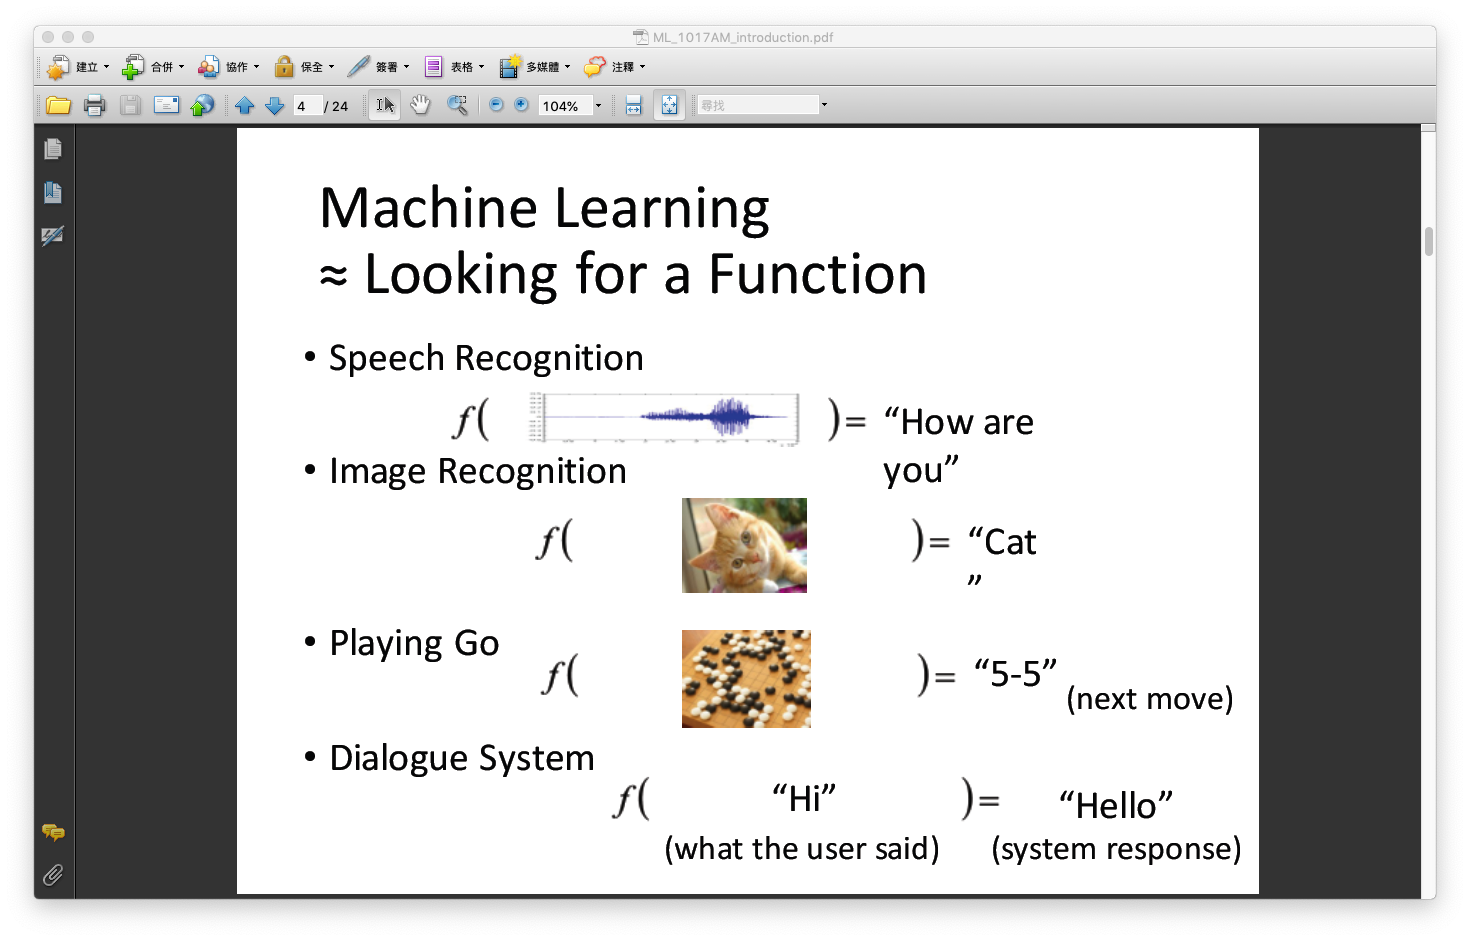 ML_1017AM_introduction.pdf
建立 合併 協作 保全 簽署 表格 多媒體 注釋
4 / 24 104% 尋找
Machine Learning
≈ Looking for a Function
• Speech Recognition
f( )= “How are
you”
• Image Recognition
f( )= “Cat
”
• Playing Go
f( )= “5-5”
(next move)
• Dialogue System
f( “Hi” )= “Hello”
(what the user said) (system response)